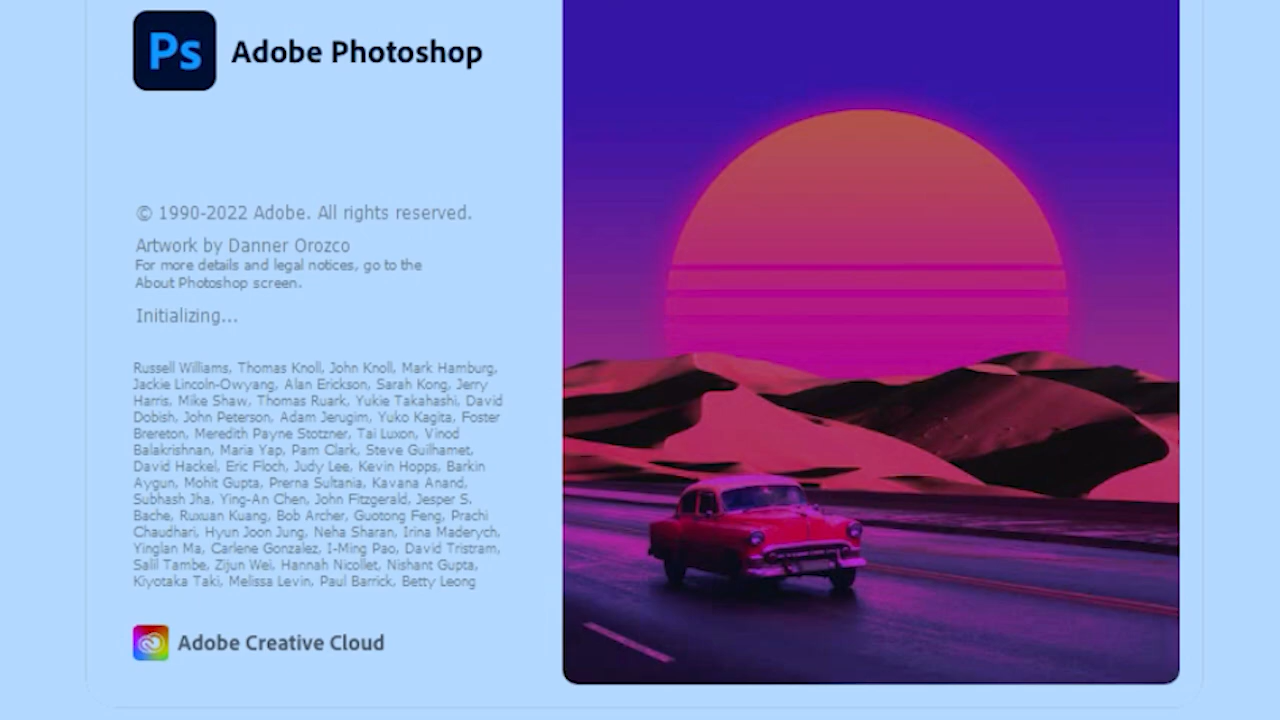 Ps Adobe Photoshop
© 1990-2022 Adobe. All rights reserved.
Artwork by Danner Orozco
For more details and legal notices, go to the
About Photoshop screen.
Initializing...
Russell Williams, Thomas Knoll, John Knoll, Mark Hamburg,
Jackie Lincoln-Owyang, Alan Erickson, Sarah Kong, Jerry
Harris, Mike Shaw, Thomas Ruark, Yukie Takahashi, David
Dobish, John Peterson, Adam Jerugim, Yuko Kagita, Foster
Brereton, Meredith Payne Stotzner, Tai Luxon, Vinod
Balakrishnan, Maria Yap, Pam Clark, Steve Guilhamet,
David Hackel, Eric Floch, Judy Lee, Kevin Hopps, Barkin
Aygun, Mohit Gupta, Prerna Sultania, Kavana Anand,
Subhash Jha, Ying-An Chen, John Fitzgerald, Jesper S.
Bache, Ruxuan Kuang, Bob Archer, Guotong Feng, Prachi
Chaudhari, Hyun Joon Jung, Neha Sharan, Irina Maderych,
Yinglan Ma, Carlene Gonzalez, I-Ming Pao, David Tristram,
Salil Tambe, Zijun Wei, Hannah Nicollet, Nishant Gupta,
Kiyotaka Taki, Melissa Levin, Paul Barrick, Betty Leong
Adobe Creative Cloud